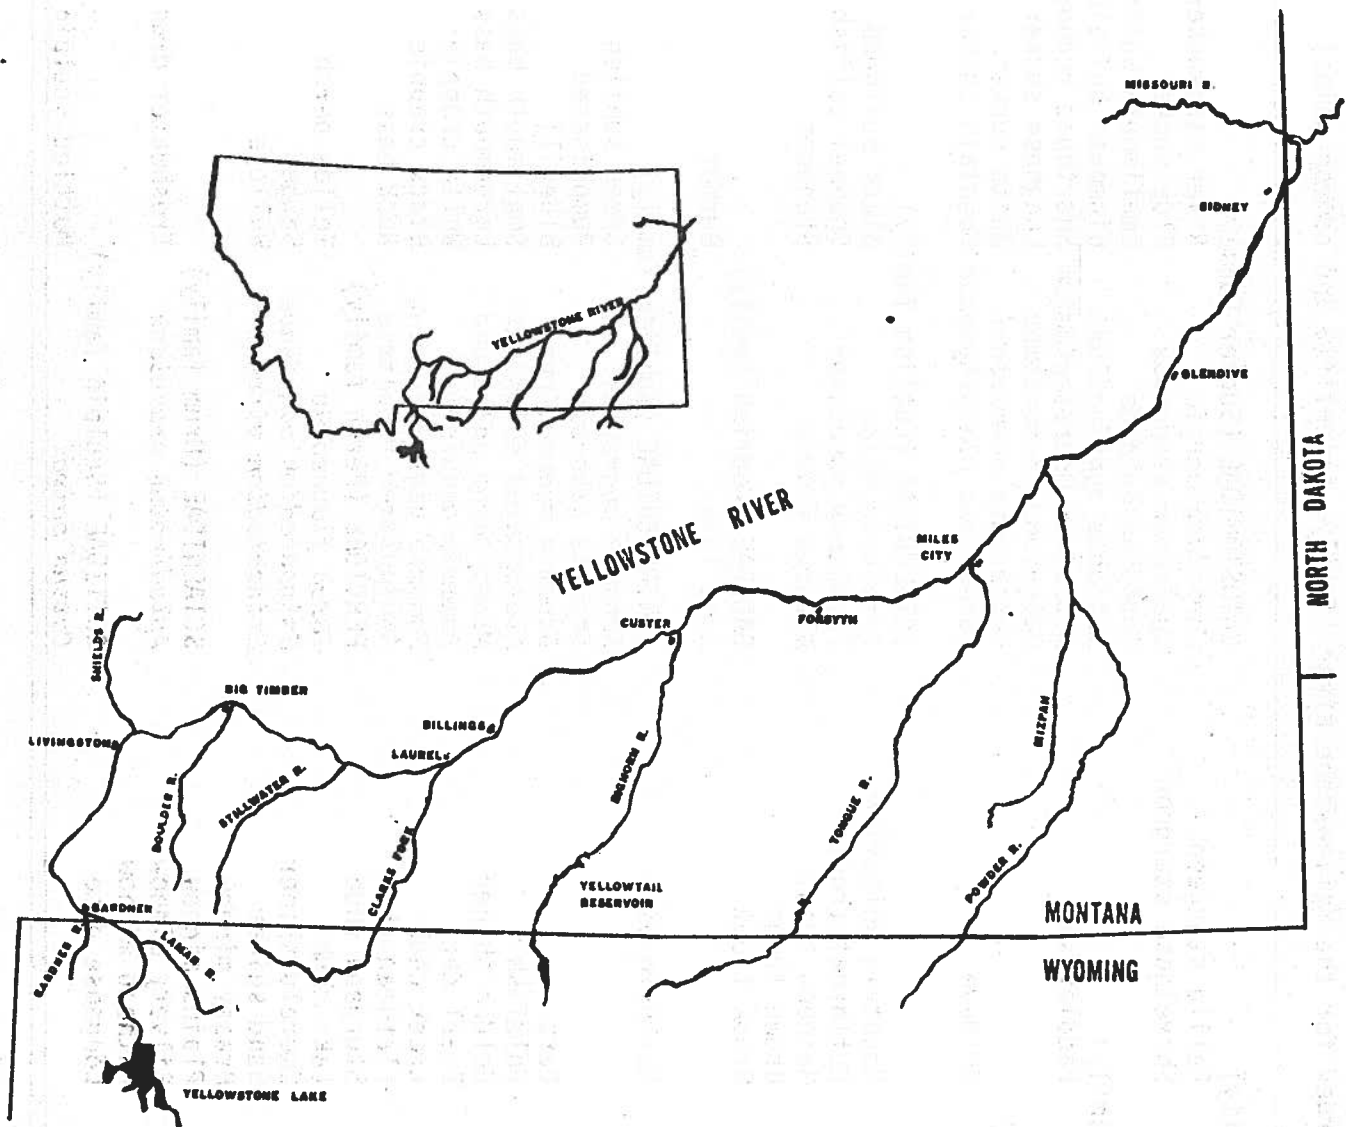 MISSOURI R.
SIDNEY
GLENDIVE
NORTH DAKOTA
YELLOWSTONE RIVER
YELLOWSTONE RIVER
MILES
CITY
FORSYTH
CUSTER
SHIELDS R.
BIG TIMBER
LIVINGSTON
BILLINGS
LAUREL
BOULDER R.
STILLWATER R.
CLARKS FORK
BIGHORN R.
YELLOWTAIL
RESERVOIR
TONGUE R.
MIZPAH
POWDER R.
GARDNER
GARDNER R.
LAMAR R.
MONTANA
WYOMING
YELLOWSTONE LAKE